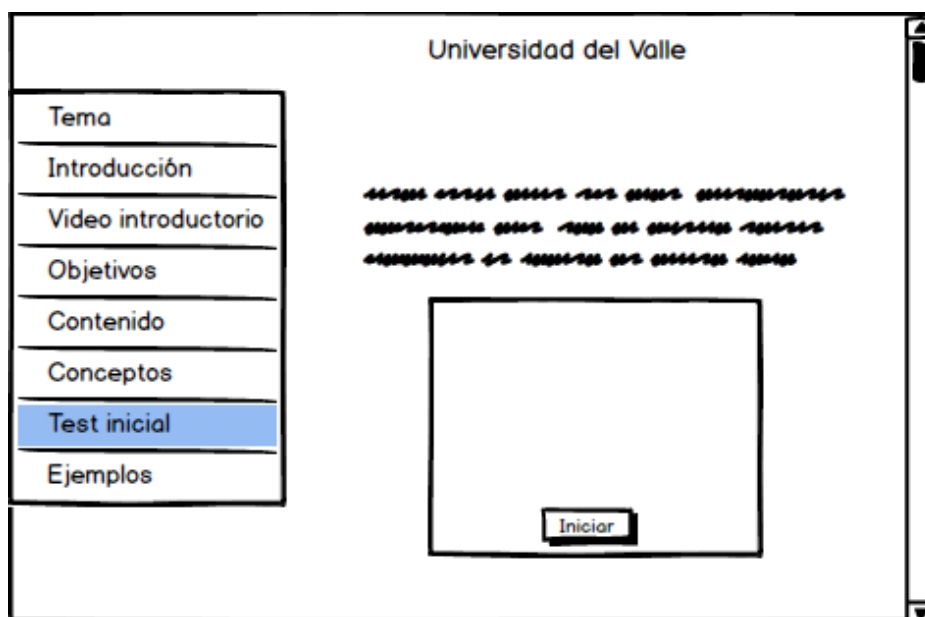 Universidad del Valle
Tema
Introducción
Video introductorio
Objetivos
Contenido
Conceptos
Test inicial
Ejemplos
Iniciar